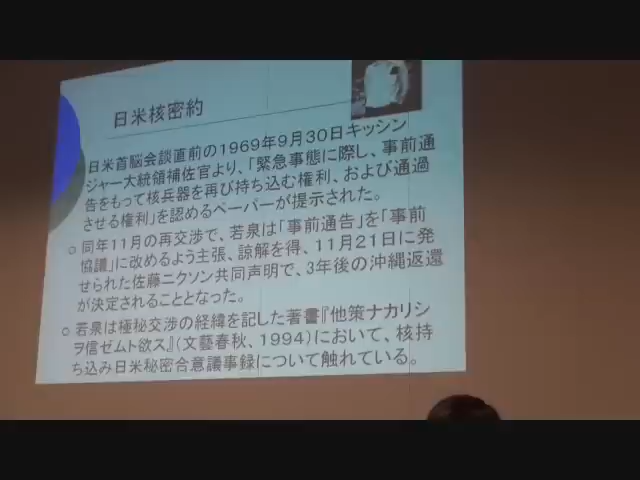 日米核密約
日米首脳会談直前の1969年9月30日キッシン
ジャー大統領補佐官より、「緊急事態に際し、事前通
告をもって核兵器を再び持ち込む権利、および通過
させる権利」を認めるペーパーが提示された。
○ 同年11月の再交渉で、若泉は「事前通告」を「事前
協議」に改めるよう主張、諒解を得、11月21日に発
せられた佐藤ニクソン共同声明で、3年後の沖縄返還
が決定されることとなった。
○ 若泉は極秘交渉の経緯を記した著書『他策ナカリシ
ヲ信ゼムト欲ス』(文藝春秋、1994)において、核持
ち込み日米秘密合意議事録について触れている。